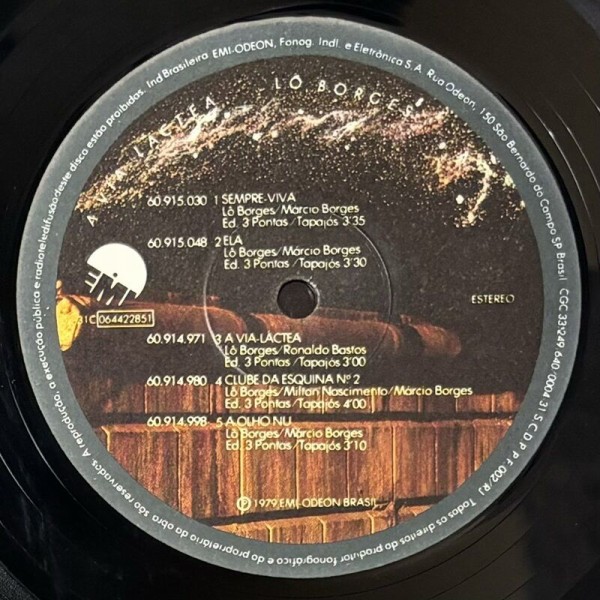 A VIA-LÁCTEA
LÔ BORGES
60.915.030 1 SEMPRE-VIVA
Lô Borges/Márcio Borges
Ed. 3 Pontas/Tapajós 3'35
60.915.048 2 ELA
Lô Borges/Márcio Borges
Ed. 3 Pontas/Tapajós 3'30
EMI
31C 064422851
ESTEREO
60.914.971 3 A VIA-LÁCTEA
Lô Borges/Ronaldo Bastos
Ed. 3 Pontas/Tapajós 3'00
60.914.980 4 CLUBE DA ESQUINA Nº 2
Lô Borges/Milton Nascimento/Márcio Borges
Ed. 3 Pontas/Tapajós 4'00
60.914.998 5 A OLHO NU
Lô Borges/Márcio Borges
Ed. 3 Pontas/Tapajós 3'10
℗ 1979 EMI-ODEON BRASIL
Todos os direitos do produtor fonográfico e do proprietário da obra são reservados. A reprodução, a execução pública e radioteledifusão deste disco estão proibidas. Ind Brasileira EMI-ODEON, Fonog. Indl. e Eletrônica S.A. Rua Odeon, 150 São Bernardo do Campo SP Brasil CGC 33\249 640-0004 31 S C D P P F 002/RJ